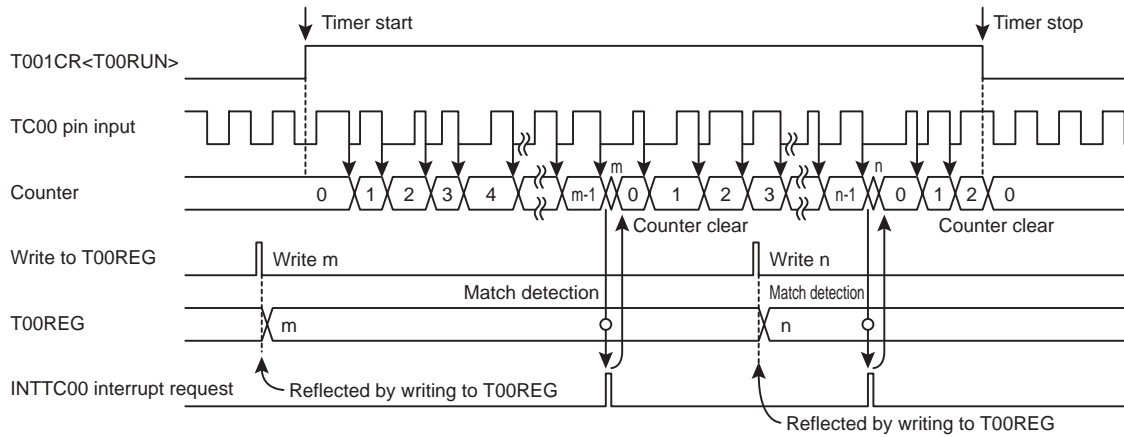 Timer start Timer stop
T001CR<T00RUN>
TC00 pin input
m n
Counter 0 1 2 3 4 m-1 0 1 2 3 n-1 0 1 2 0
Counter clear Counter clear
Write to T00REG Write m Write n
Match detection Match detection
T00REG m n
INTTC00 interrupt request Reflected by writing to T00REG
Reflected by writing to T00REG